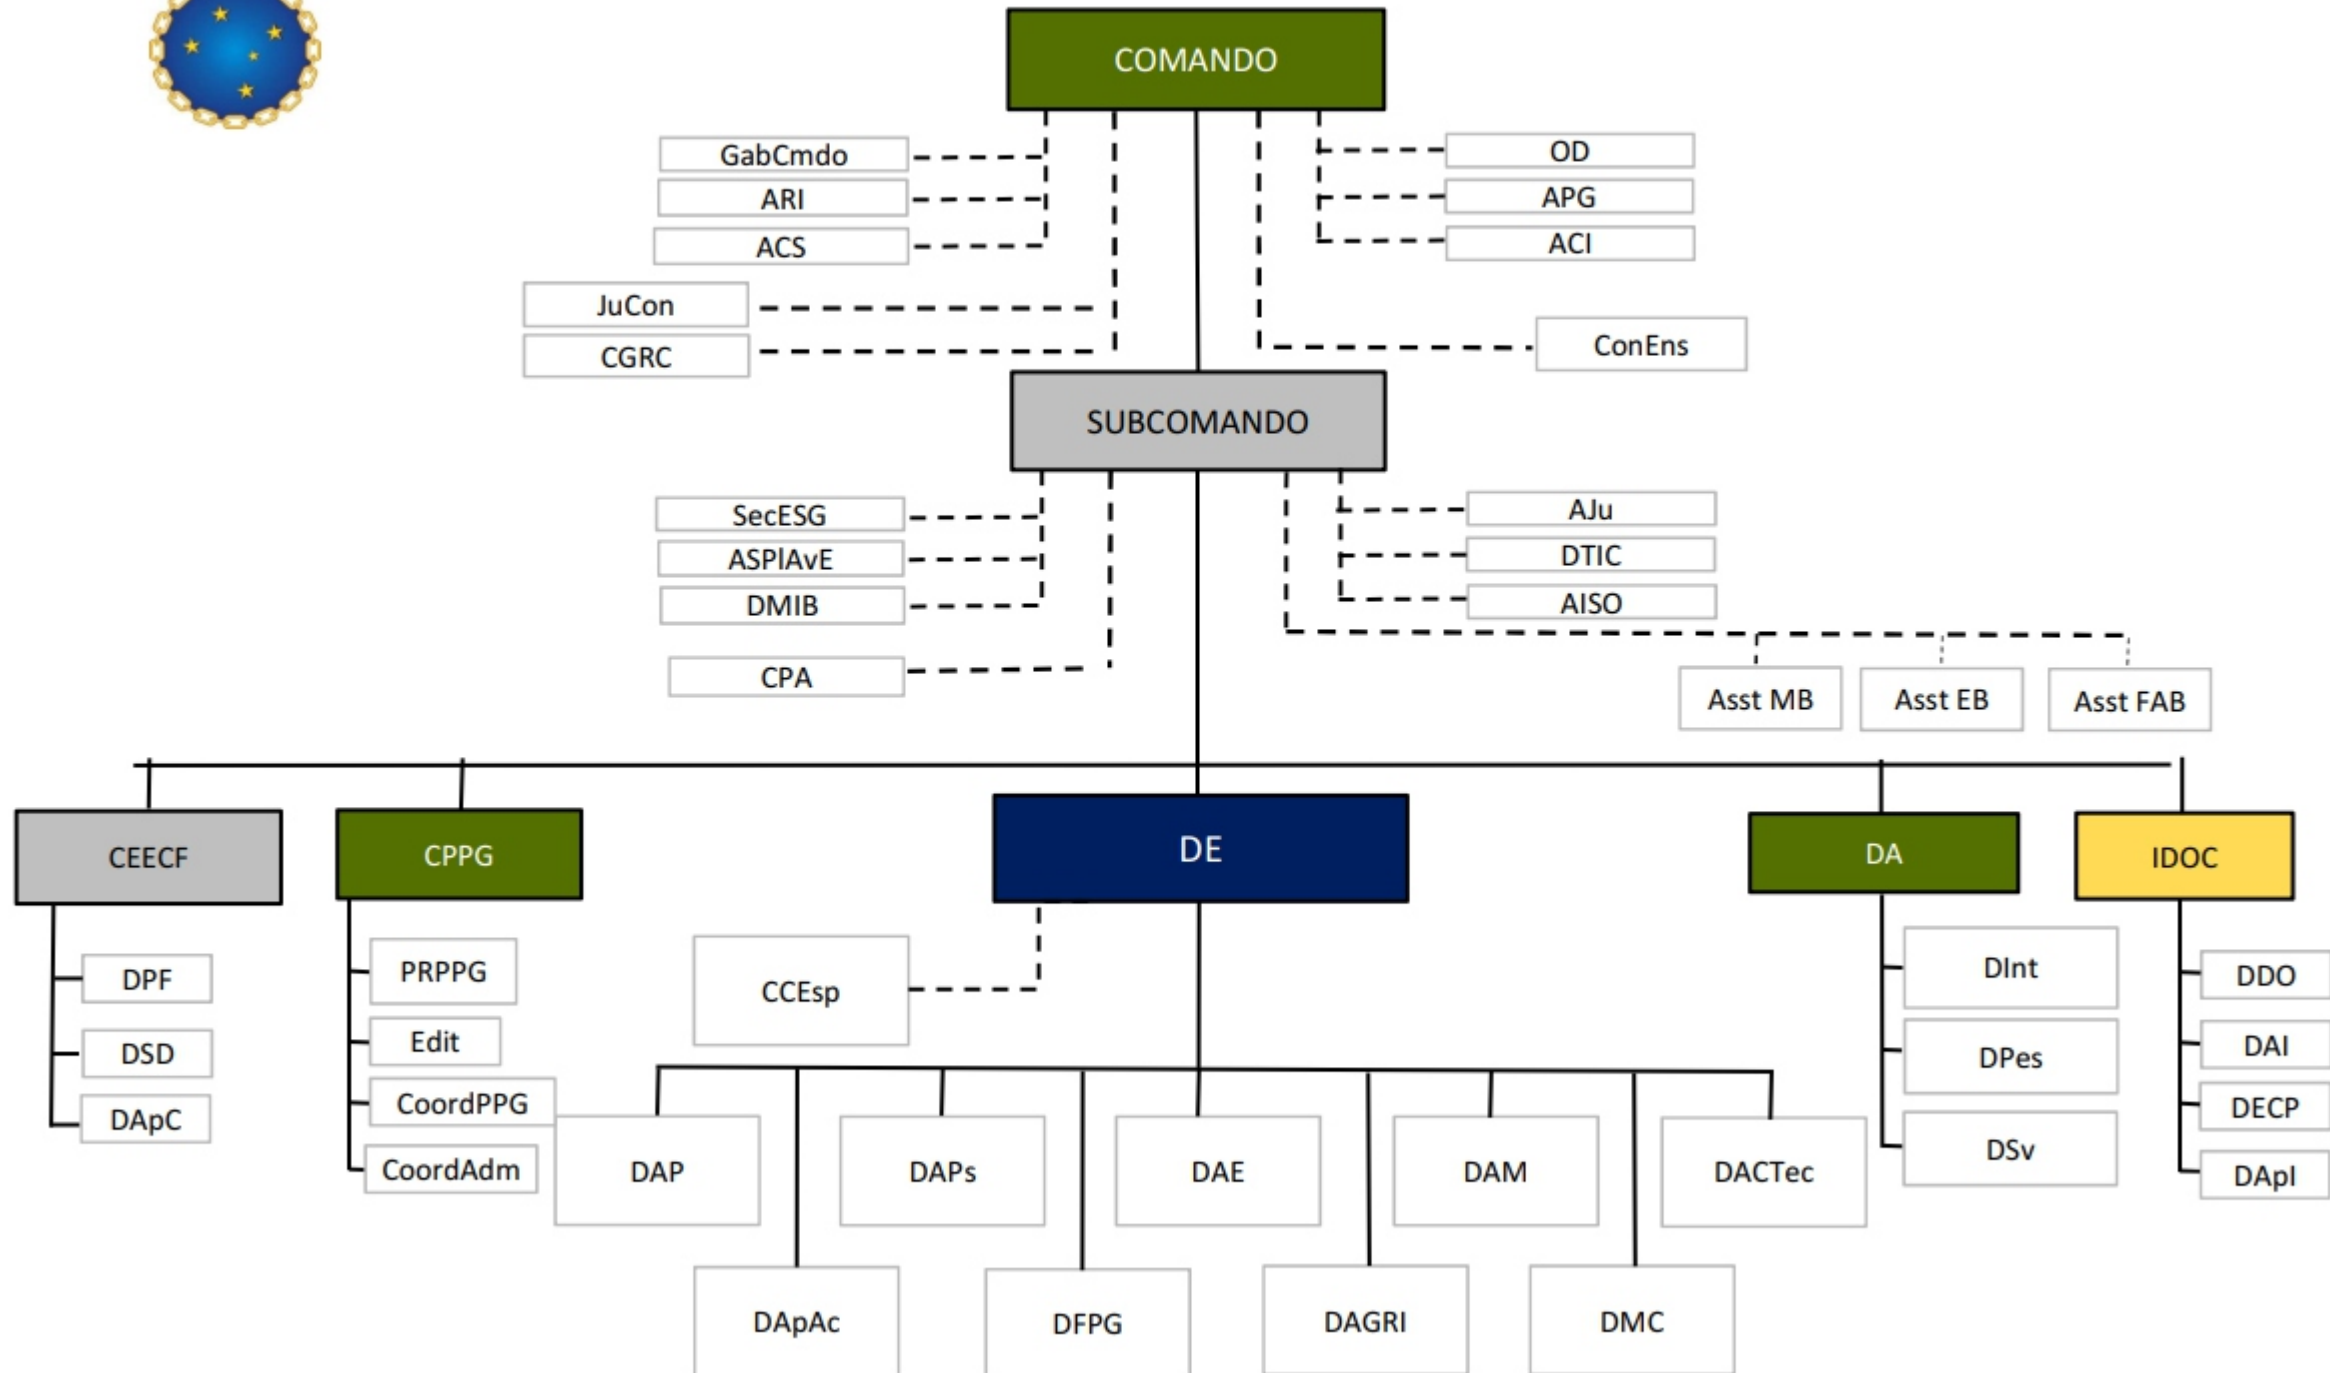 COMANDO
GabCmdo
ARI
ACS
OD
APG
ACI
JuCon
CGRC
ConEns
SUBCOMANDO
SecESG
ASPlAvE
DMIB
CPA
AJu
DTIC
AISO
Asst MB
Asst EB
Asst FAB
CEECF
DPF
DSD
DApC
CPPG
PRPPG
Edit
CoordPPG
CoordAdm
DE
CCEsp
DAP
DAPs
DAE
DAM
DACTec
DApAc
DFPG
DAGRI
DMC
DA
DInt
DPes
DSv
IDOC
DDO
DAI
DECP
DApI